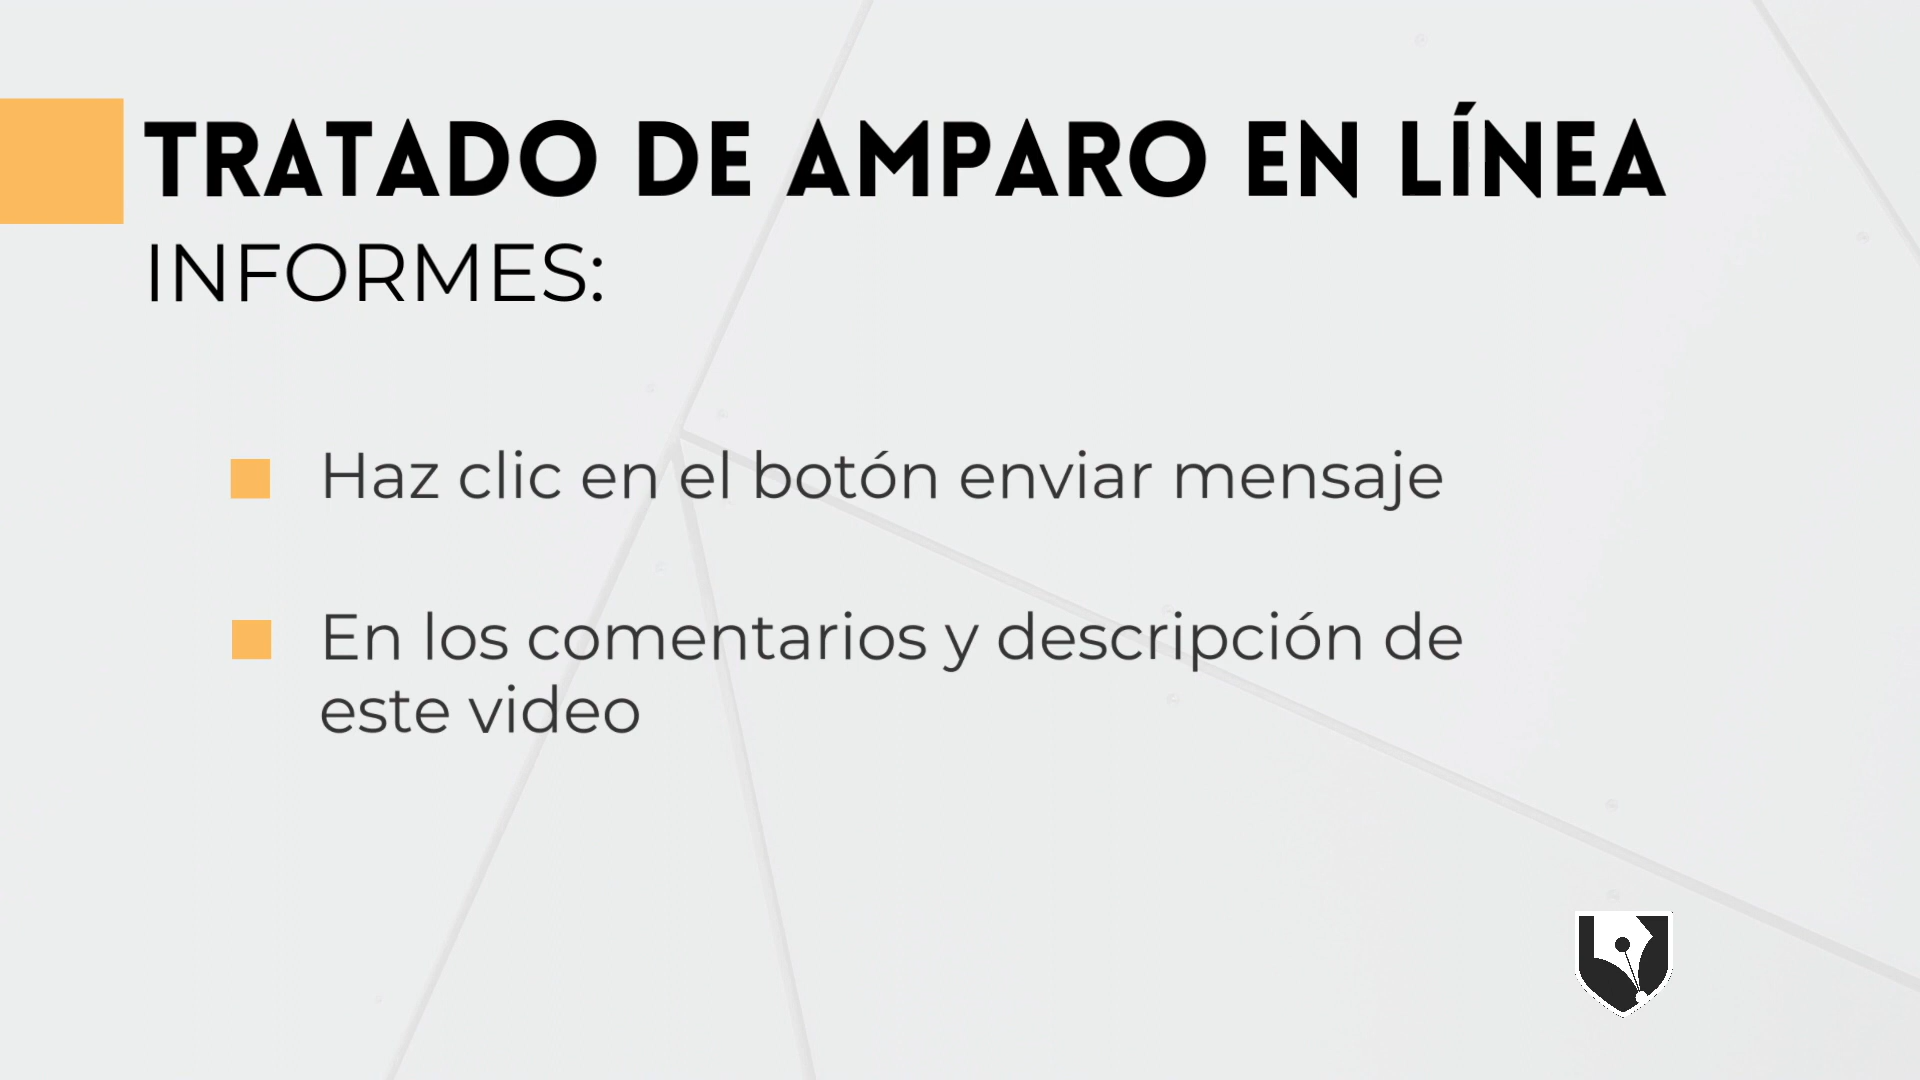 TRATADO DE AMPARO EN LÍNEA
INFORMES:
Haz clic en el botón enviar mensaje
En los comentarios y descripción de
este video